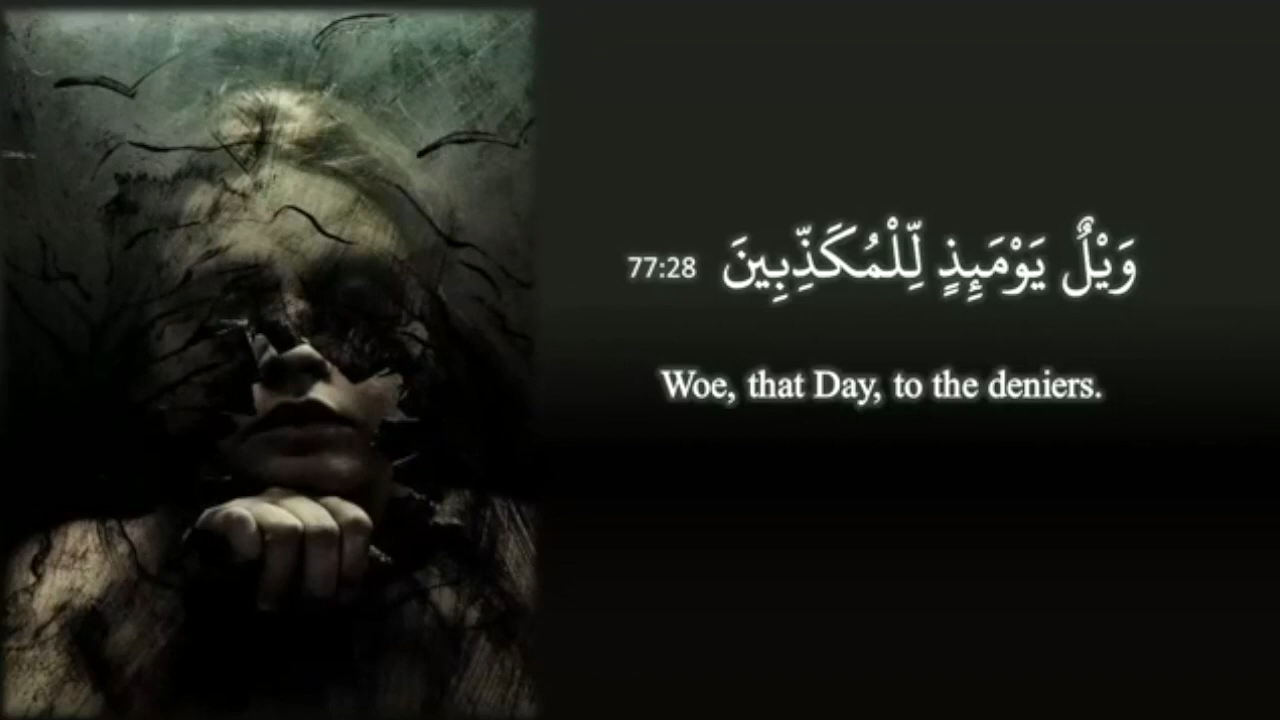 وَيْلٌ يَوْمَئِذٍ لِّلْمُكَذِّبِينَ 77:28
Woe, that Day, to the deniers.